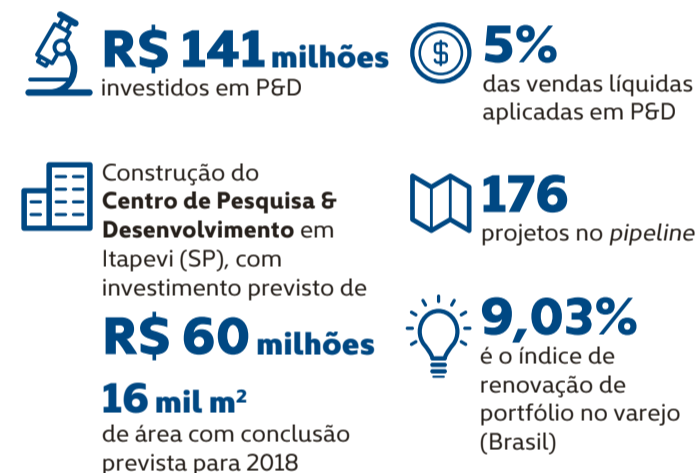 R$ 141 milhões
investidos em P&D
Construção do
Centro de Pesquisa &
Desenvolvimento em
Itapevi (SP), com
investimento previsto de
R$ 60 milhões
16 mil m²
de área com conclusão
prevista para 2018
$
5%
das vendas líquidas
aplicadas em P&D
176
projetos no pipeline
9,03%
é o índice de
renovação de
portfólio no varejo
(Brasil)